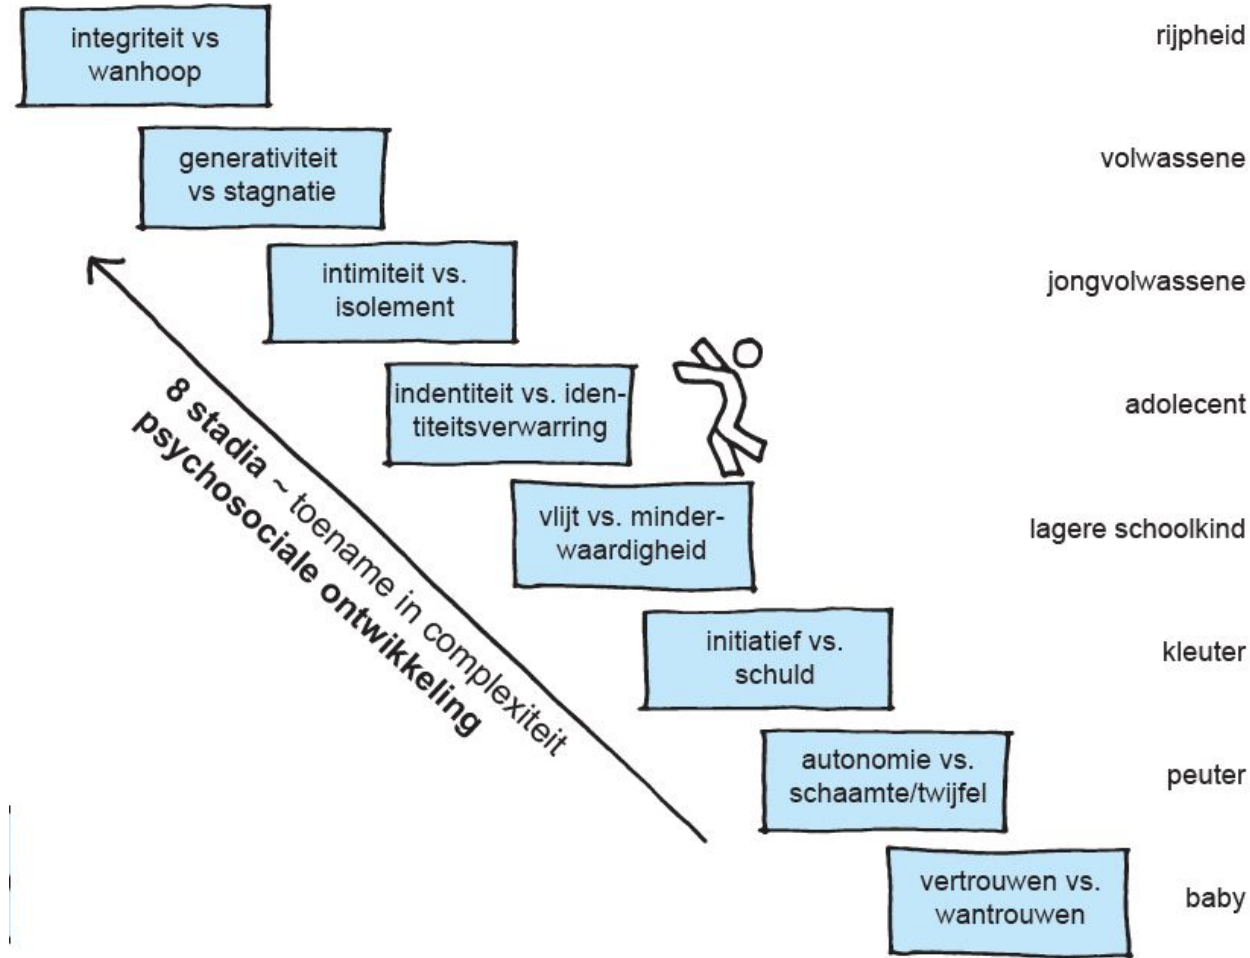 integriteit vs
wanhoop
rijpheid
generativiteit
vs stagnatie
volwassene
intimiteit vs.
isolement
jongvolwassene
indentiteit vs. iden-
titeitsverwarring
adolecent
vlijt vs. minder-
waardigheid
lagere schoolkind
initiatief vs.
schuld
kleuter
autonomie vs.
schaamte/twijfel
peuter
vertrouwen vs.
wantrouwen
baby
8 stadia ~ toename in complexiteit
psychosociale ontwikkeling